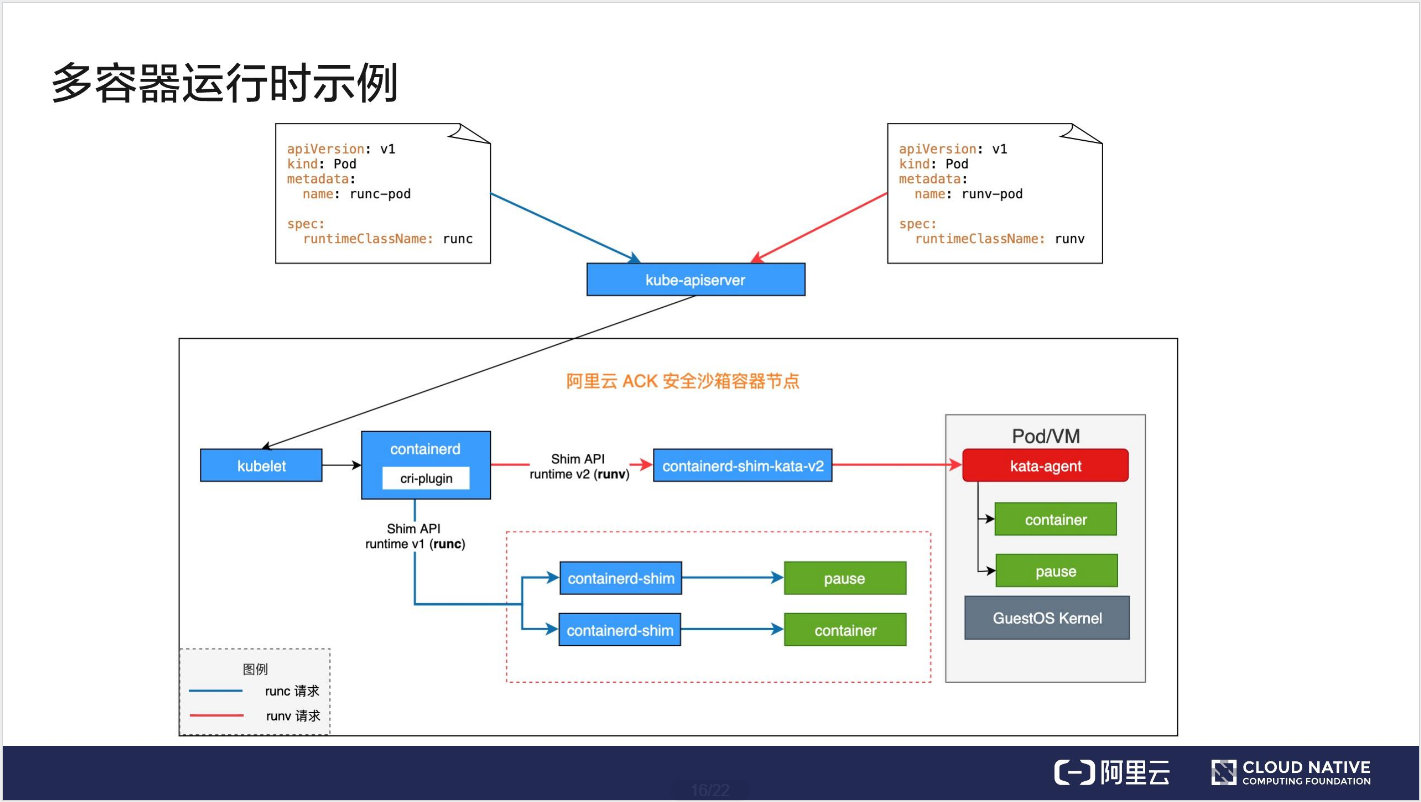 多容器运行时示例
apiVersion: v1
kind: Pod
metadata:
name: runc-pod
spec:
runtimeClassName: runc
apiVersion: v1
kind: Pod
metadata:
name: runv-pod
spec:
runtimeClassName: runv
kube-apiserver
阿里云 ACK 安全沙箱容器节点
kubelet
containerd
cri-plugin
Shim API
runtime v2 (runv)
containerd-shim-kata-v2
Pod/VM
kata-agent
container
pause
GuestOS Kernel
Shim API
runtime v1 (runc)
containerd-shim
pause
containerd-shim
container
图例
runc 请求
runv 请求
阿里云
CLOUD NATIVE
COMPUTING FOUNDATION
16/22